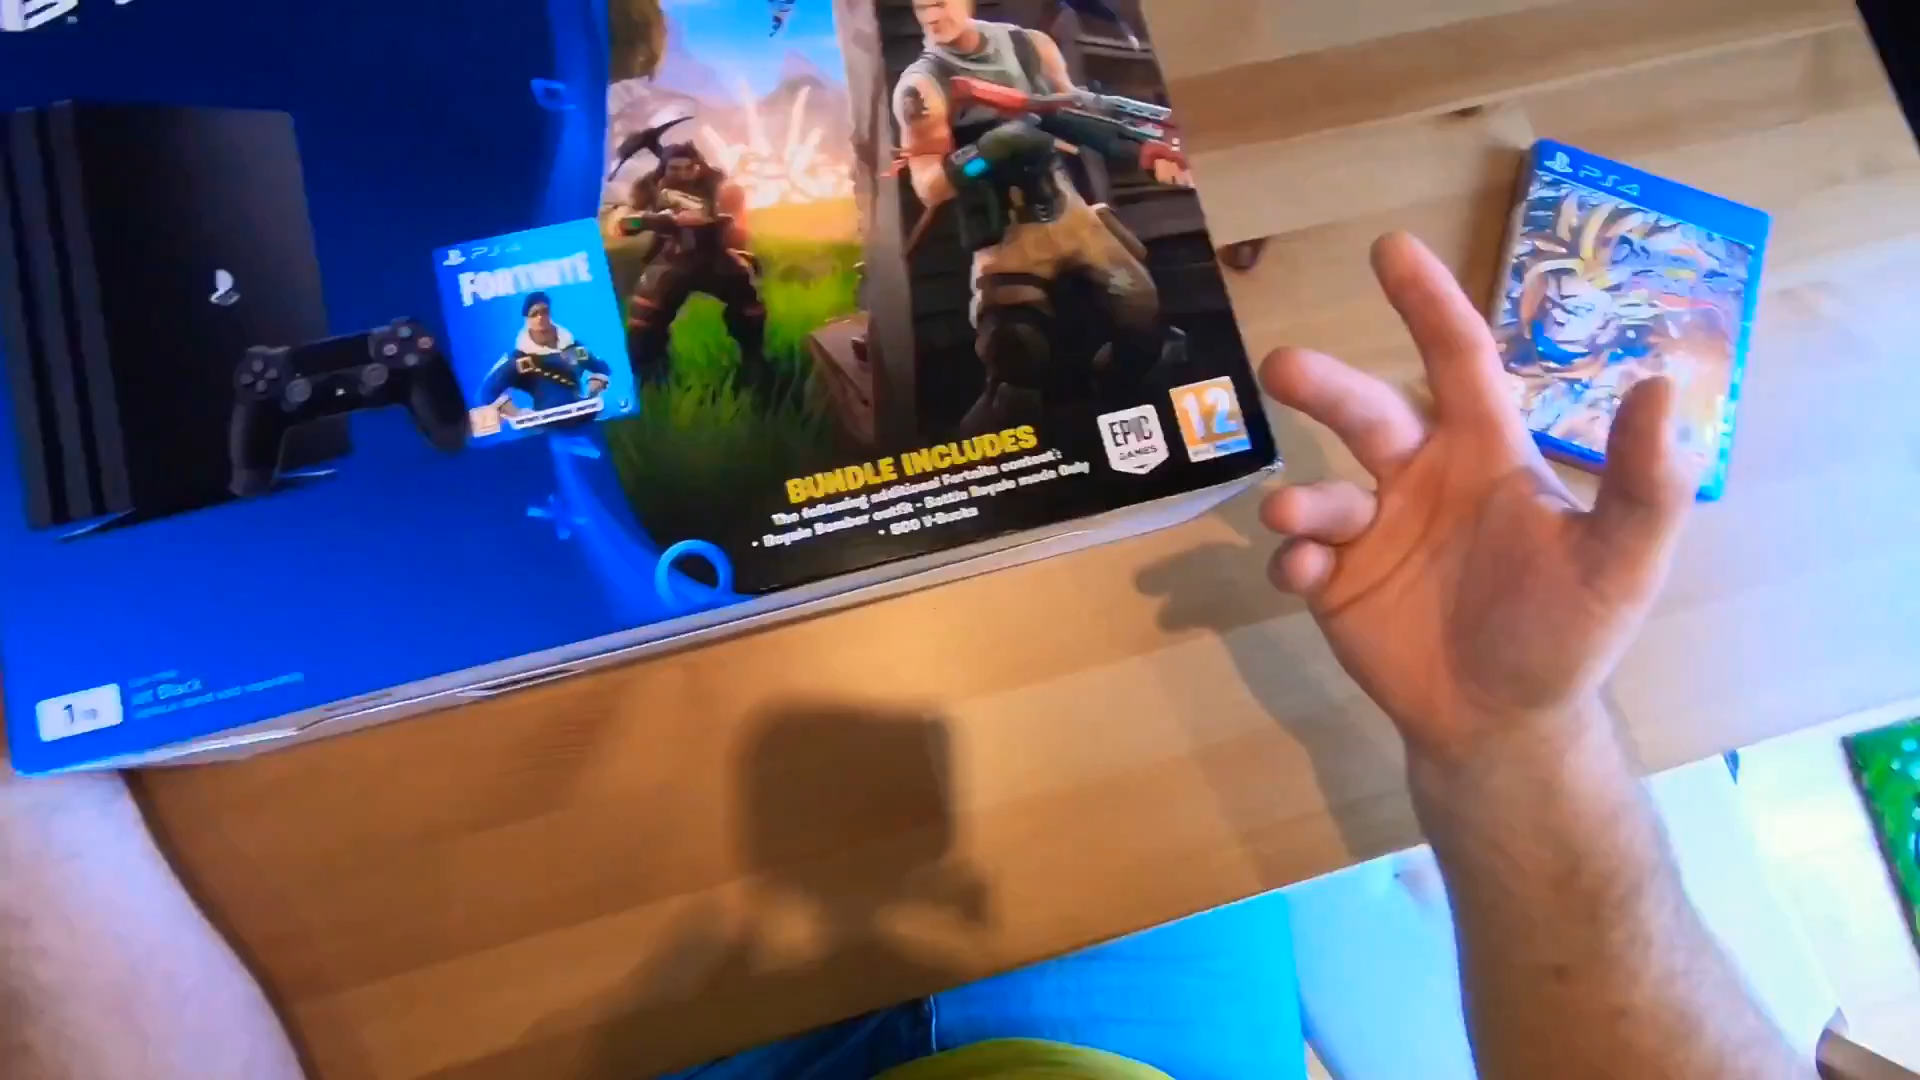 PS4
PS4
FORTNITE
EPIC
GAMES
12
BUNDLE INCLUDES
The following additional Fortnite content:
• Royale Bomber outfit - Battle Royale mode Only
• 500 V-Bucks
1TB
Jet Black